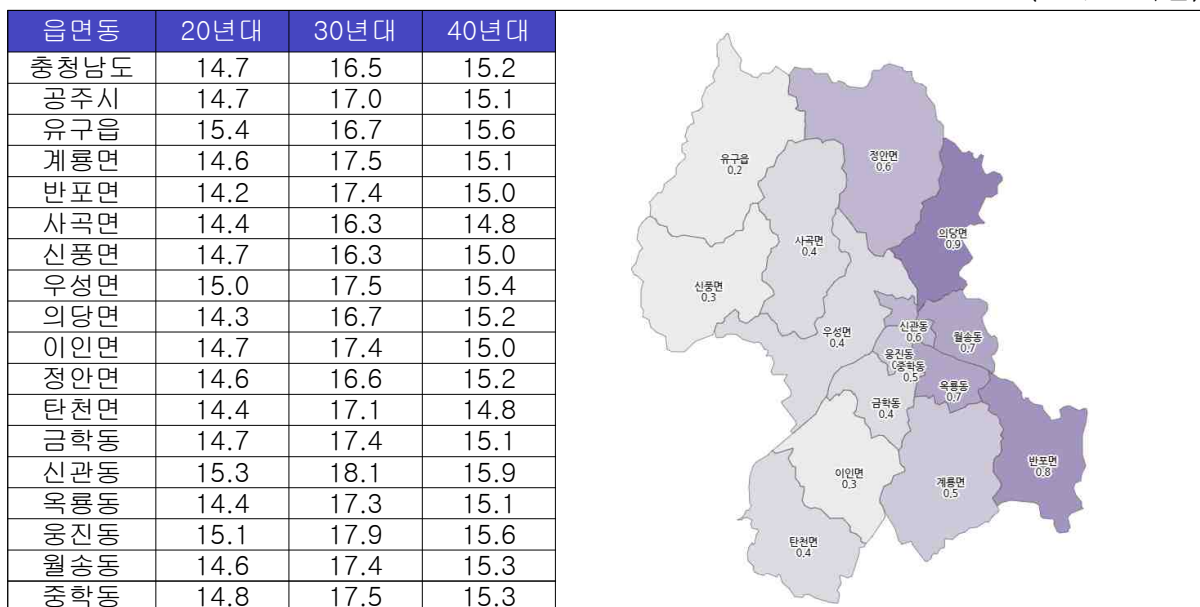 읍면동 20년대 30년대 40년대
충청남도 14.7 16.5 15.2
공주시 14.7 17.0 15.1
유구읍 15.4 16.7 15.6
계룡면 14.6 17.5 15.1
반포면 14.2 17.4 15.0
사곡면 14.4 16.3 14.8
신풍면 14.7 16.3 15.0
우성면 15.0 17.5 15.4
의당면 14.3 16.7 15.2
이인면 14.7 17.4 15.0
정안면 14.6 16.6 15.2
탄천면 14.4 17.1 14.8
금학동 14.7 17.4 15.1
신관동 15.3 18.1 15.9
옥룡동 14.4 17.3 15.1
웅진동 15.1 17.9 15.6
월송동 14.6 17.4 15.3
중학동 14.8 17.5 15.3
정안면
0.6
유구읍
0.2
의당면
0.9
사곡면
0.4
신풍면
0.3
신관동
0.6
우성면
0.4
월송동
0.7
웅진동
중학동
0.5
옥룡동
0.7
금학동
0.4
반포면
0.8
이인면
0.3
계룡면
0.5
탄천면
0.4